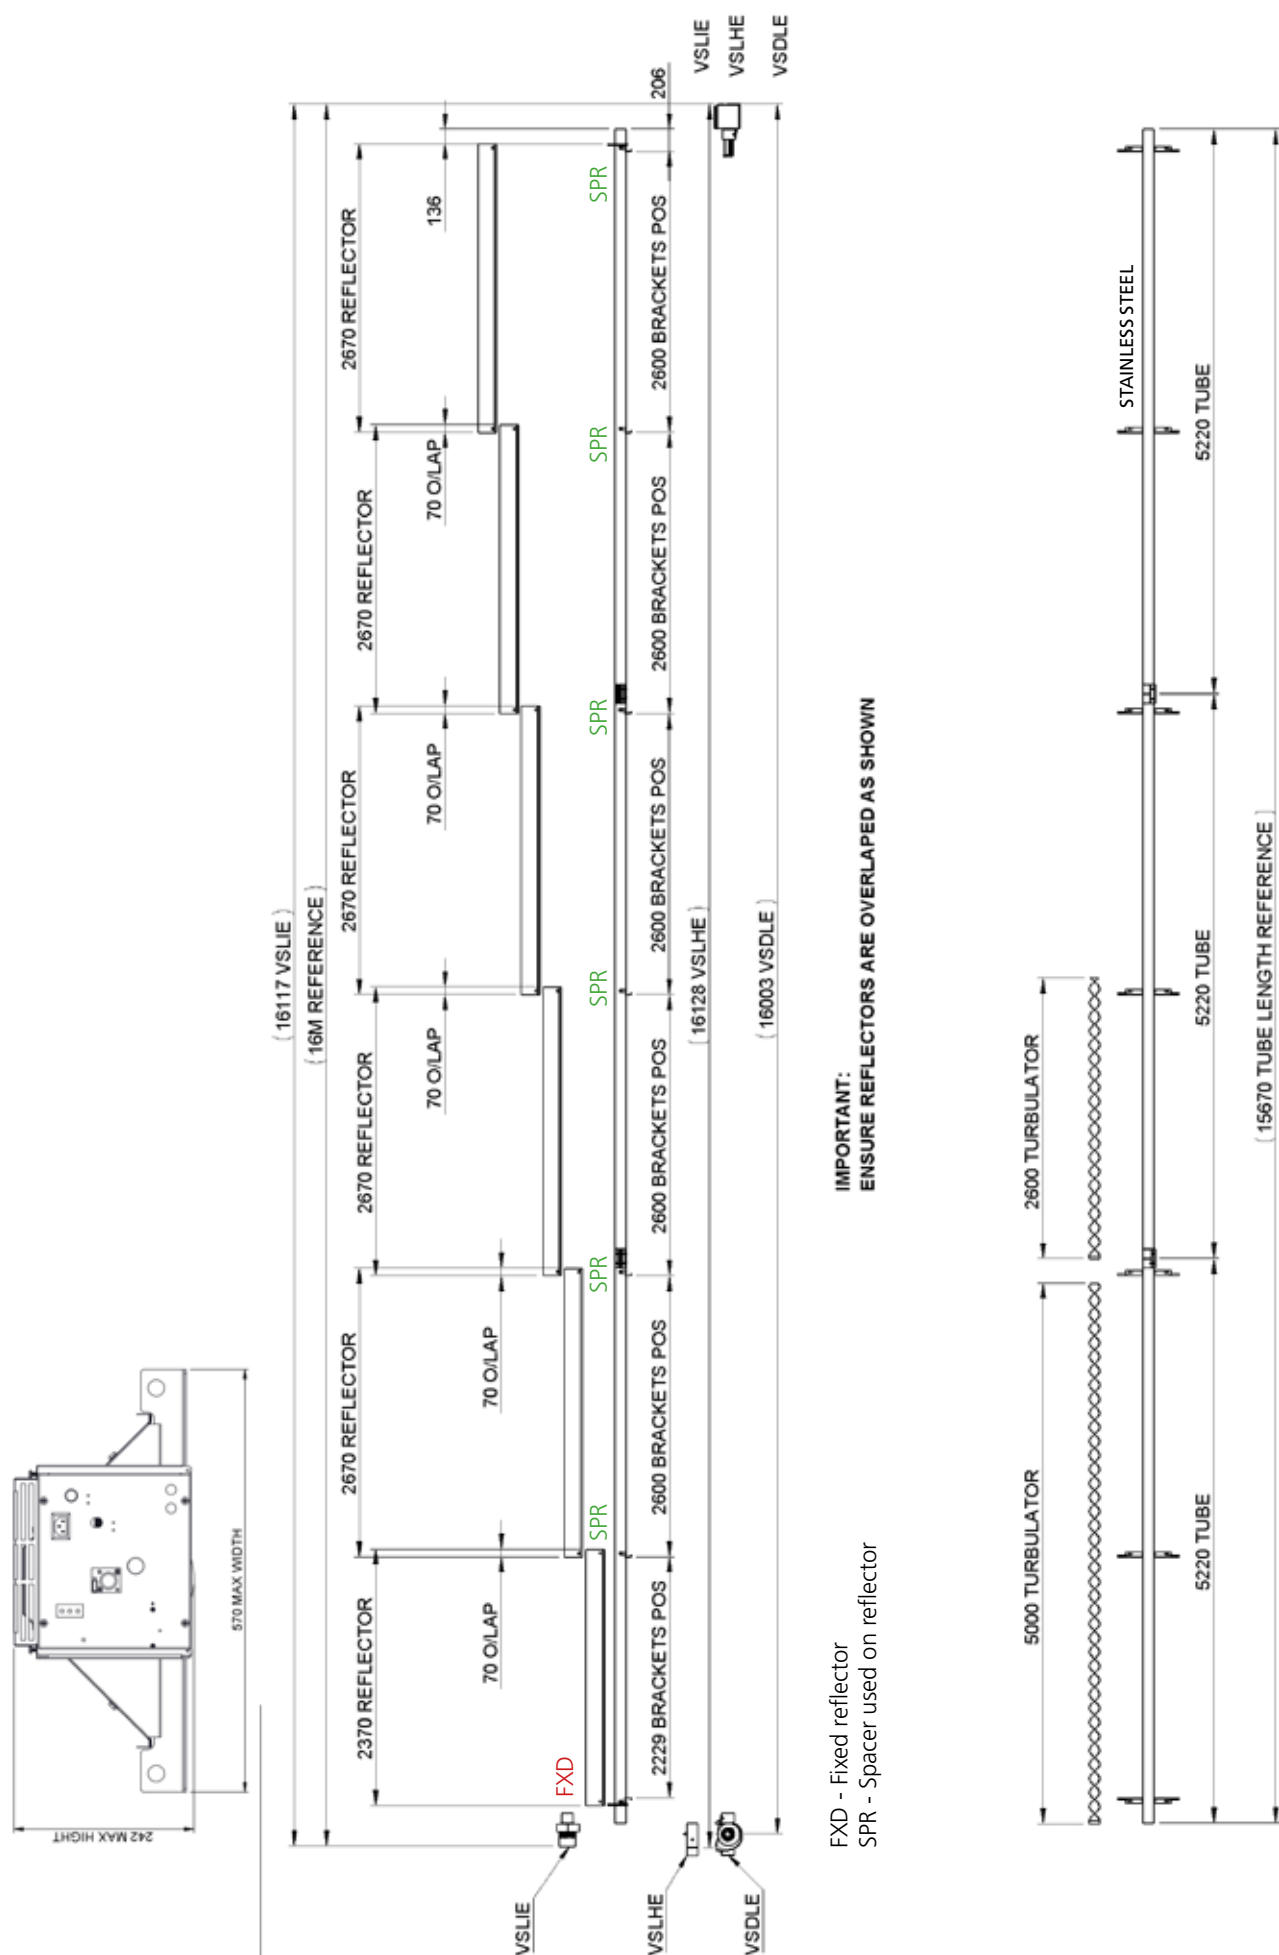 242 MAX HIGHT
570 MAX WIDTH
( 16117 VSLIE )
( 16M REFERENCE )
2370 REFLECTOR
2670 REFLECTOR
2670 REFLECTOR
2670 REFLECTOR
2670 REFLECTOR
2670 REFLECTOR
70 O/LAP
70 O/LAP
70 O/LAP
70 O/LAP
70 O/LAP
136
VSLIE
FXD
SPR
SPR
SPR
SPR
SPR
SPR
2229 BRACKETS POS
2600 BRACKETS POS
2600 BRACKETS POS
2600 BRACKETS POS
2600 BRACKETS POS
2600 BRACKETS POS
206
VSLHE
( 16128 VSLHE )
VSLIE
VSLHE
VSDLE
( 16003 VSDLE )
VSDLE
FXD - Fixed reflector
SPR - Spacer used on reflector
IMPORTANT:
ENSURE REFLECTORS ARE OVERLAPED AS SHOWN
5000 TURBULATOR
2600 TURBULATOR
STAINLESS STEEL
5220 TUBE
5220 TUBE
5220 TUBE
( 15670 TUBE LENGTH REFERENCE )